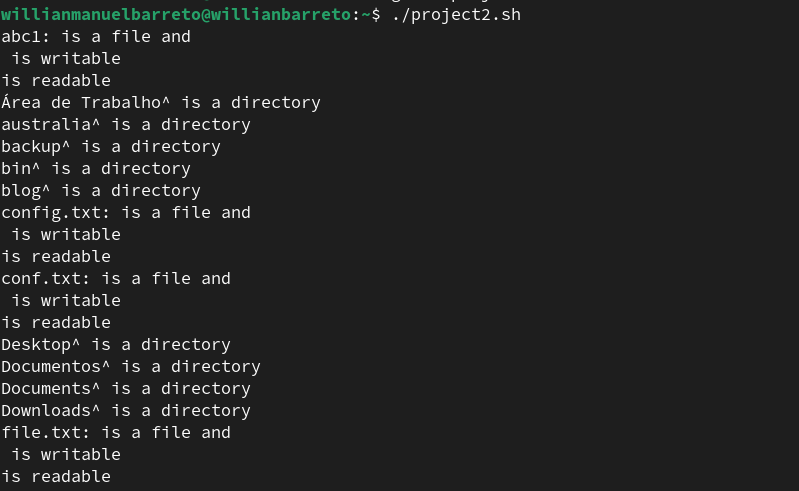 willianmanuelbarreto@willianbarreto:~$ ./project2.sh
abc1: is a file and
 is writable
is readable
Área de Trabalho^ is a directory
australia^ is a directory
backup^ is a directory
bin^ is a directory
blog^ is a directory
config.txt: is a file and
 is writable
is readable
conf.txt: is a file and
 is writable
is readable
Desktop^ is a directory
Documentos^ is a directory
Documents^ is a directory
Downloads^ is a directory
file.txt: is a file and
 is writable
is readable